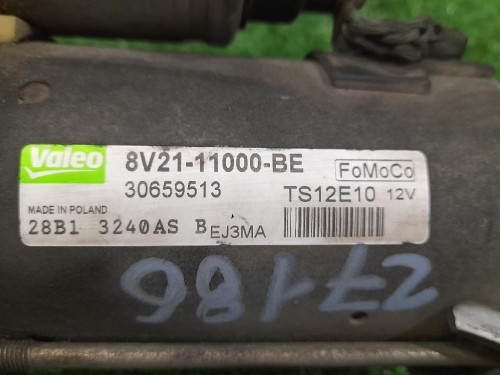 Valeo 8V21-11000-BE FoMoCo
30659513 TS12E10 12V
MADE IN POLAND
28B1 3240AS B EJ3MA
27186